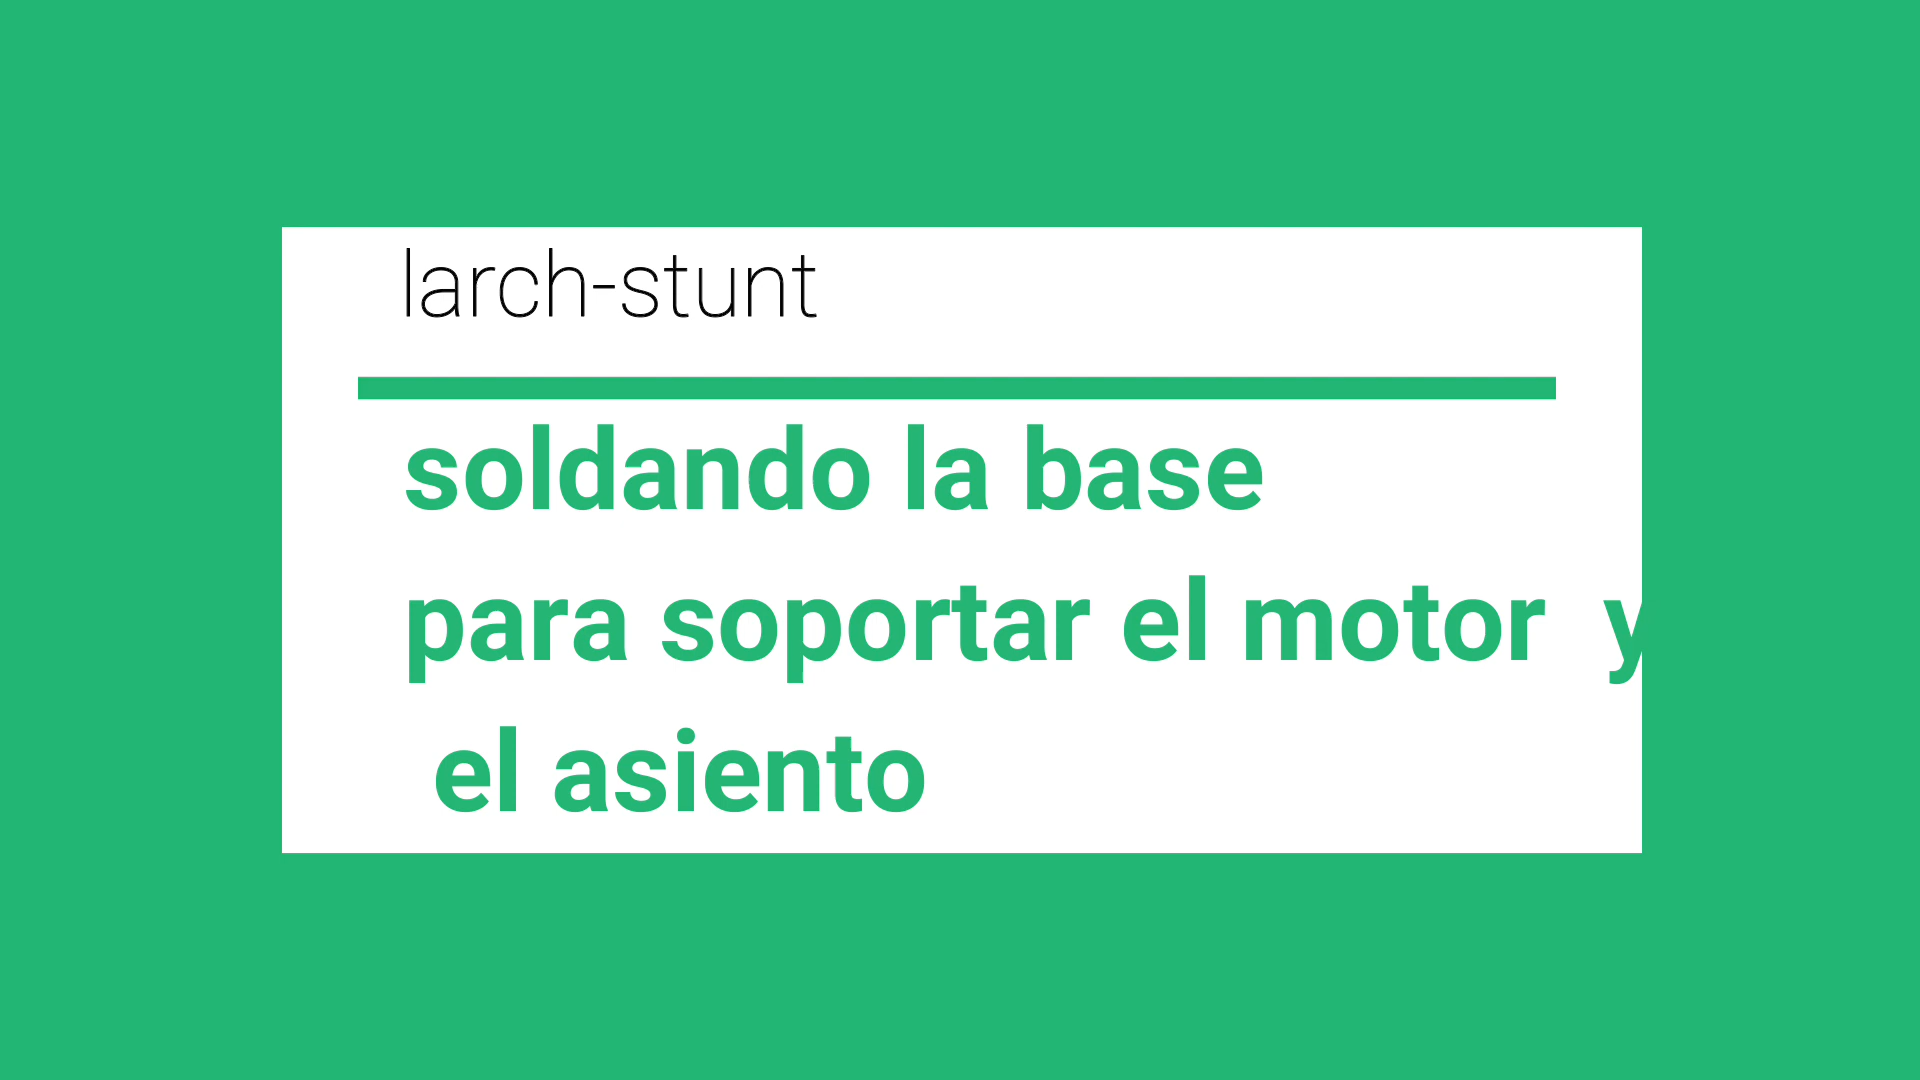 larch-stunt
soldando la base
para soportar el motor  y
el asiento